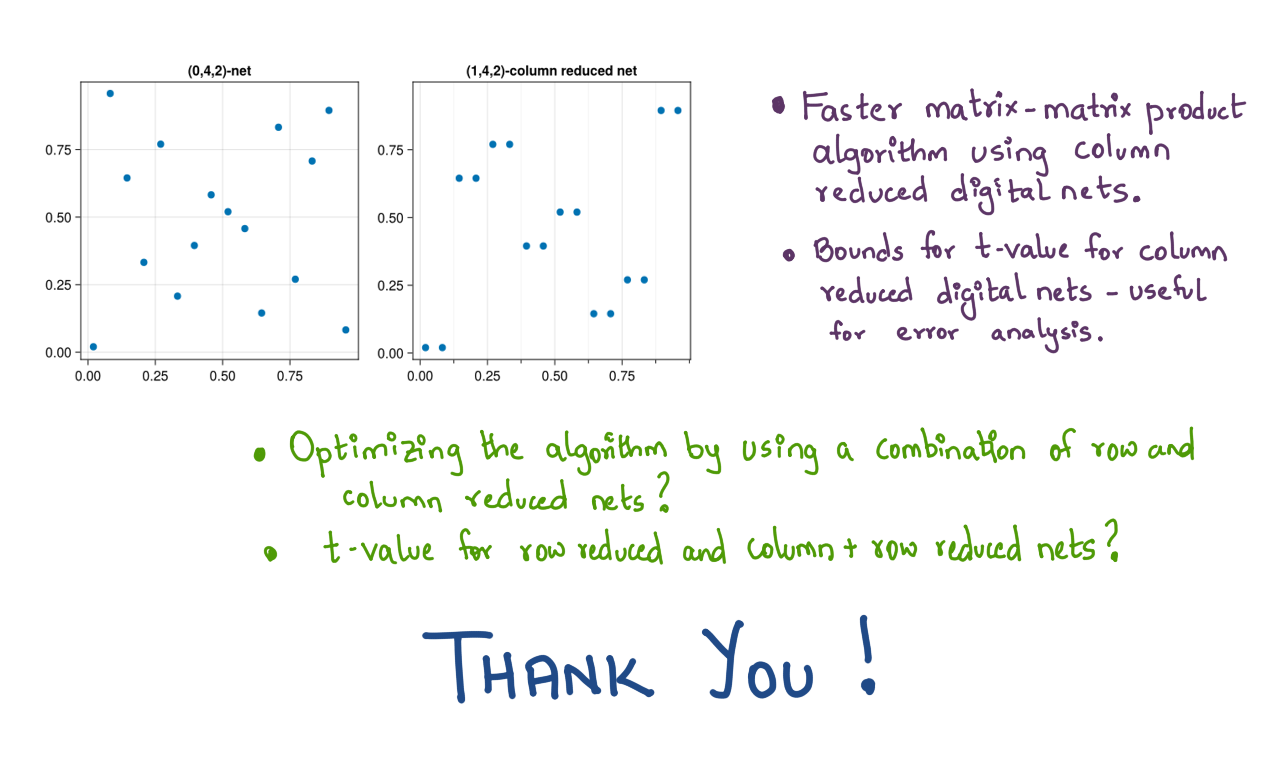 (0,4,2)-net
0.75
0.50
0.25
0.00
0.00 0.25 0.50 0.75
(1,4,2)-column reduced net
0.75
0.50
0.25
0.00
0.00 0.25 0.50 0.75
• Faster matrix-matrix product
algorithm using column
reduced digital nets.
• Bounds for t-value for column
reduced digital nets - useful
for error analysis.
• Optimizing the algorithm by using a combination of row and
column reduced nets?
• t-value for row reduced and column + row reduced nets?
THANK YOU!